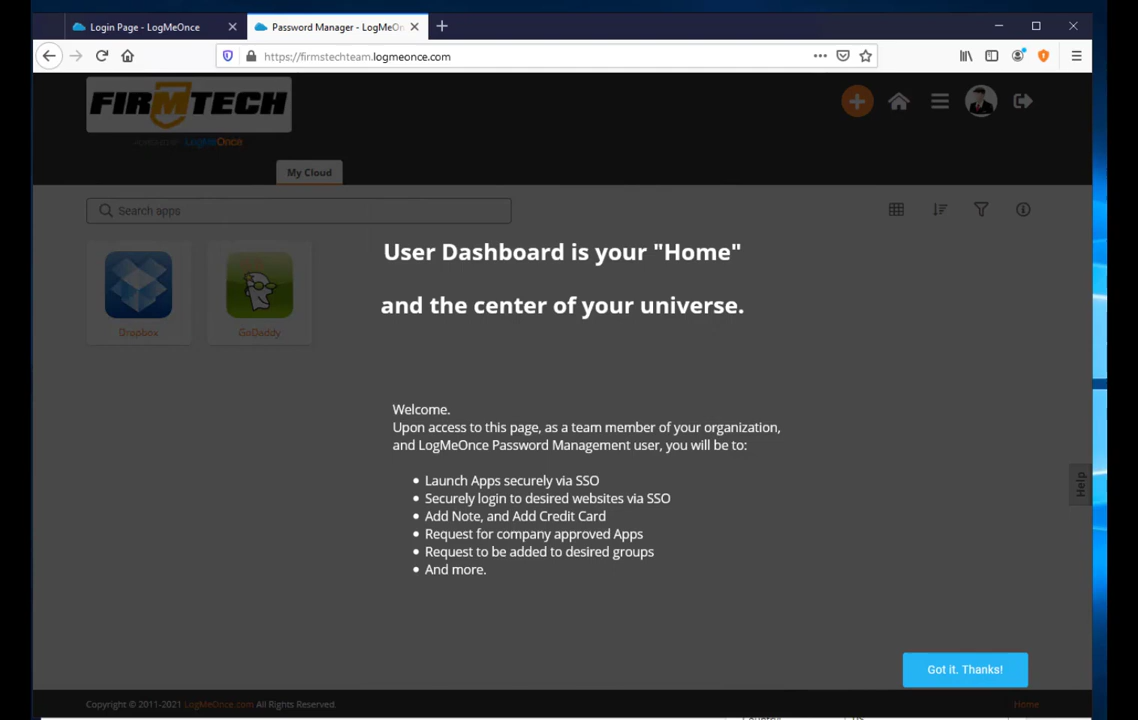 Login Page - LogMeOnce
Password Manager - LogMeOn
https://firmstechteam.logmeonce.com
FIRMTECH
LogMeOnce
My Cloud
Search apps
User Dashboard is your "Home"
and the center of your universe.
Dropbox
GoDaddy
Welcome.
Upon access to this page, as a team member of your organization,
and LogMeOnce Password Management user, you will be to:
Launch Apps securely via SSO
Securely login to desired websites via SSO
Add Note, and Add Credit Card
Request for company approved Apps
Request to be added to desired groups
And more.
Help
Got it. Thanks!
Copyright © 2011-2021 LogMeOnce.com All Rights Reserved.
Home